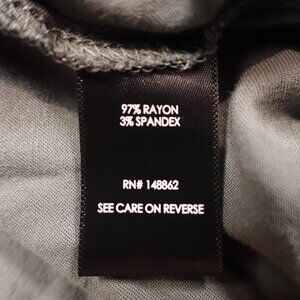 97% RAYON
3% SPANDEX
RN# 148862
SEE CARE ON REVERSE